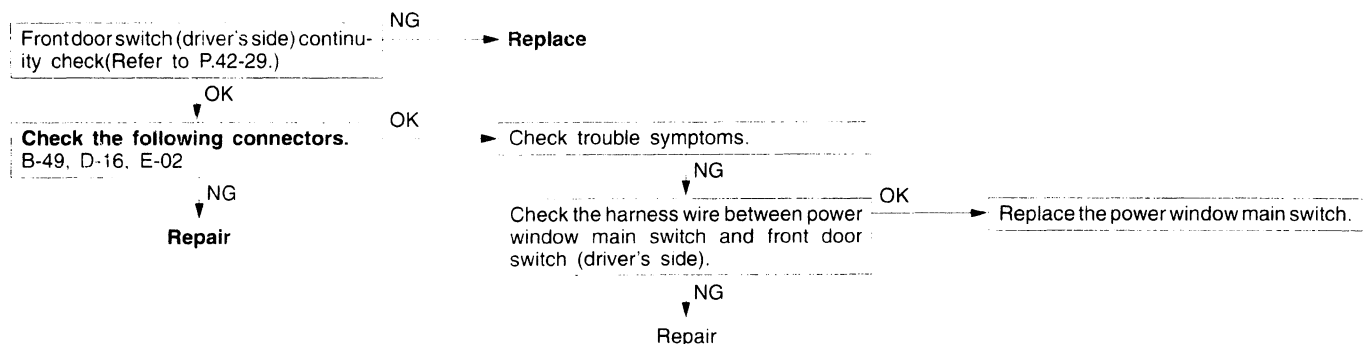 NG
Front door switch (driver's side) continu-
ity check(Refer to P.42-29.)
Replace
OK
Check the following connectors.
B-49, D-16, E-02
OK
Check trouble symptoms.
NG
Repair
NG
Check the harness wire between power
window main switch and front door
switch (driver's side).
OK
Replace the power window main switch.
NG
Repair